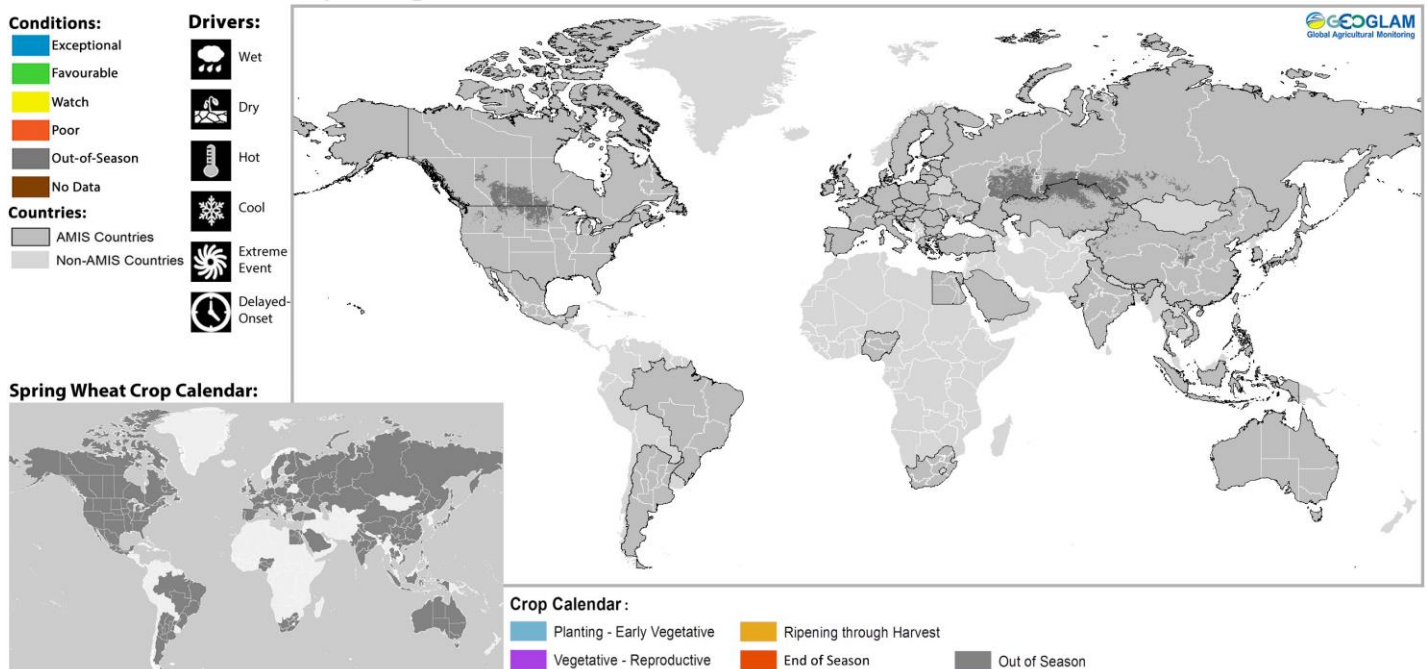 Conditions:
Exceptional
Favourable
Watch
Poor
Out-of-Season
No Data
Countries:
AMIS Countries
Non-AMIS Countries
Drivers:
Wet
Dry
Hot
Cool
Extreme
Event
Delayed-
Onset
GEOGLAM
Global Agricultural Monitoring
Spring Wheat Crop Calendar:
Crop Calendar :
Planting - Early Vegetative
Vegetative - Reproductive
Ripening through Harvest
End of Season
Out of Season